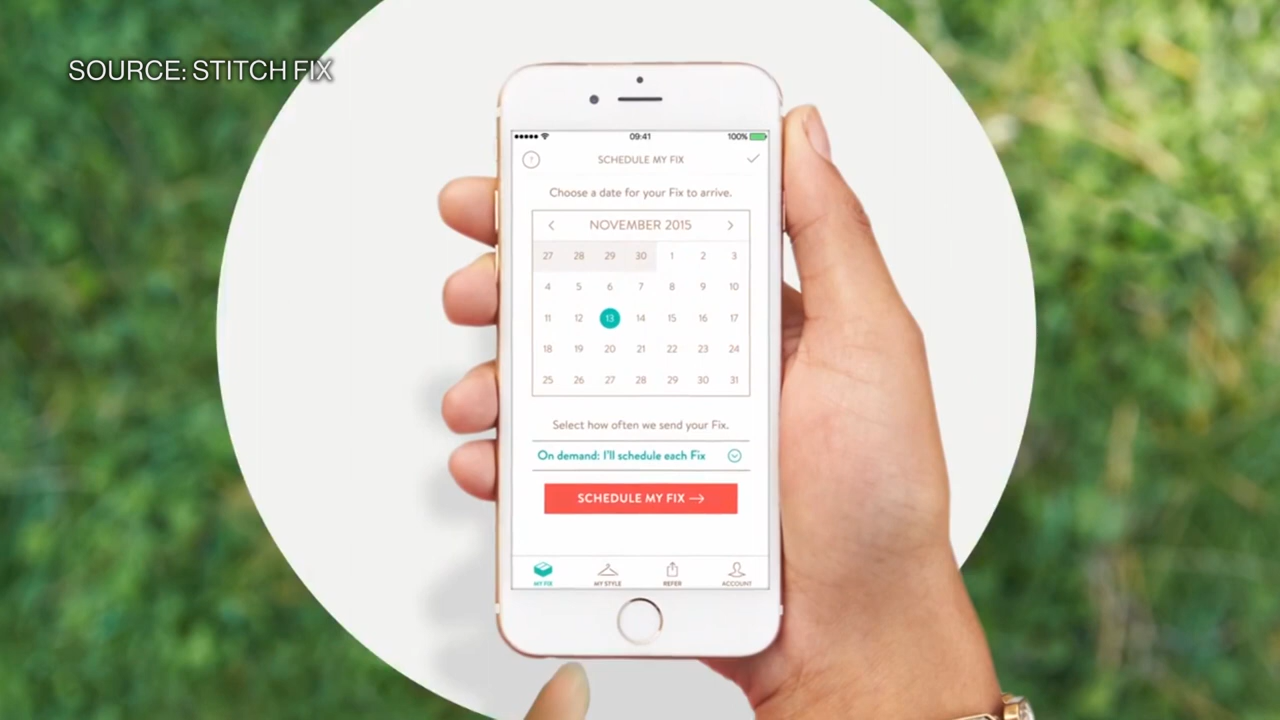 SOURCE: STITCH FIX
09:41
100%
SCHEDULE MY FIX
Choose a date for your Fix to arrive.
NOVEMBER 2015
27 28 29 30 1 2 3
4 5 6 7 8 9 10
11 12 13 14 15 16 17
18 19 20 21 22 23 24
25 26 27 28 29 30 31
Select how often we send your Fix.
On demand: I'll schedule each Fix
SCHEDULE MY FIX →
MY FIX MY STYLE REFER ACCOUNT